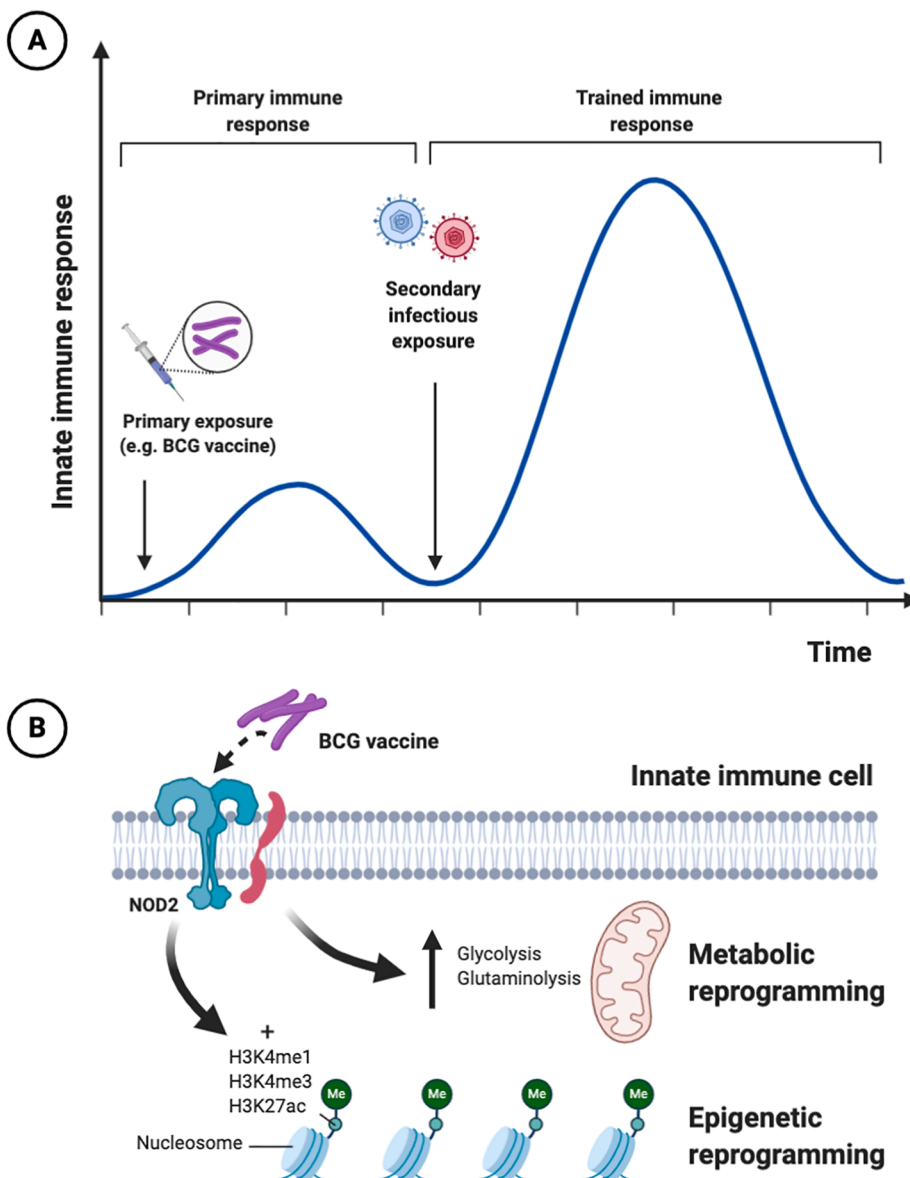 A
Primary immune
response
Trained immune
response
Innate immune response
Secondary
infectious
exposure
Primary exposure
(e.g. BCG vaccine)
Time
B
BCG vaccine
Innate immune cell
NOD2
Glycolysis
Glutaminolysis
Metabolic
reprogramming
+
H3K4me1
H3K4me3
H3K27ac
Me
Me
Me
Me
Nucleosome
Epigenetic
reprogramming